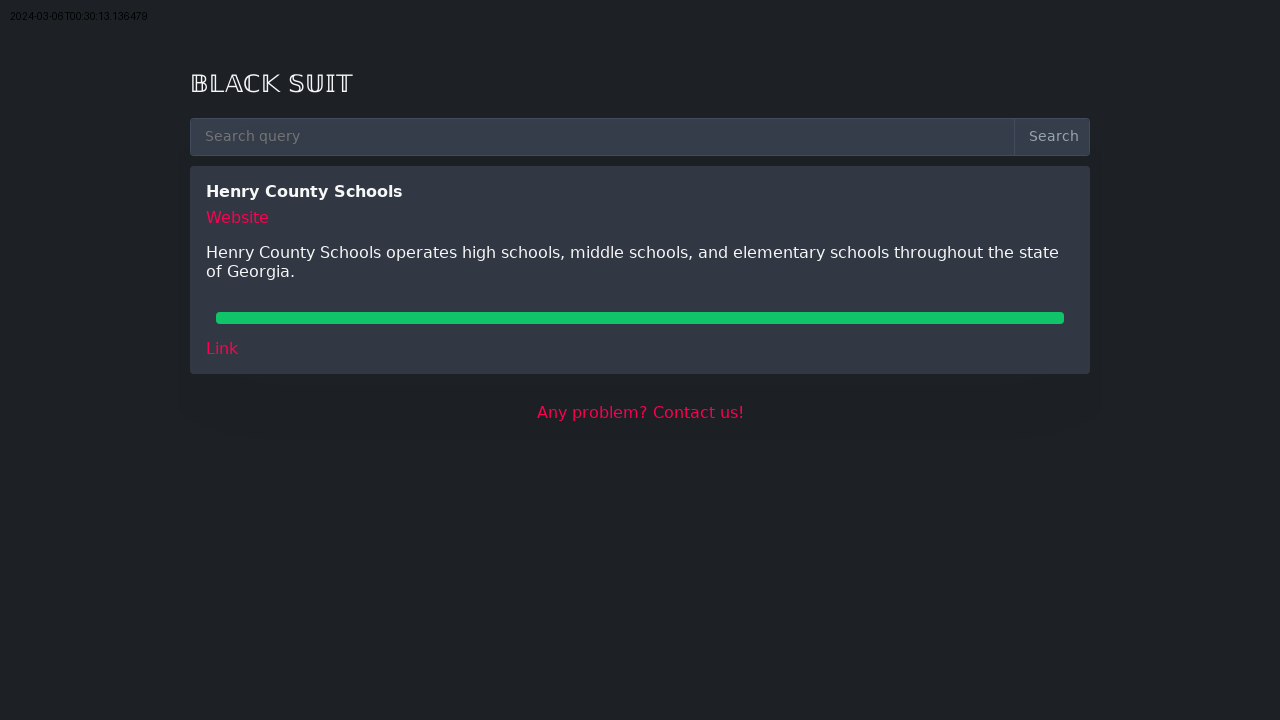 2024-03-06T00:30:13.136479
𝔹𝕃𝔸ℂ𝕂 𝕊𝕌𝕀𝕋
Search query
Search
Henry County Schools
Website
Henry County Schools operates high schools, middle schools, and elementary schools throughout the state
of Georgia.
Link
Any problem? Contact us!